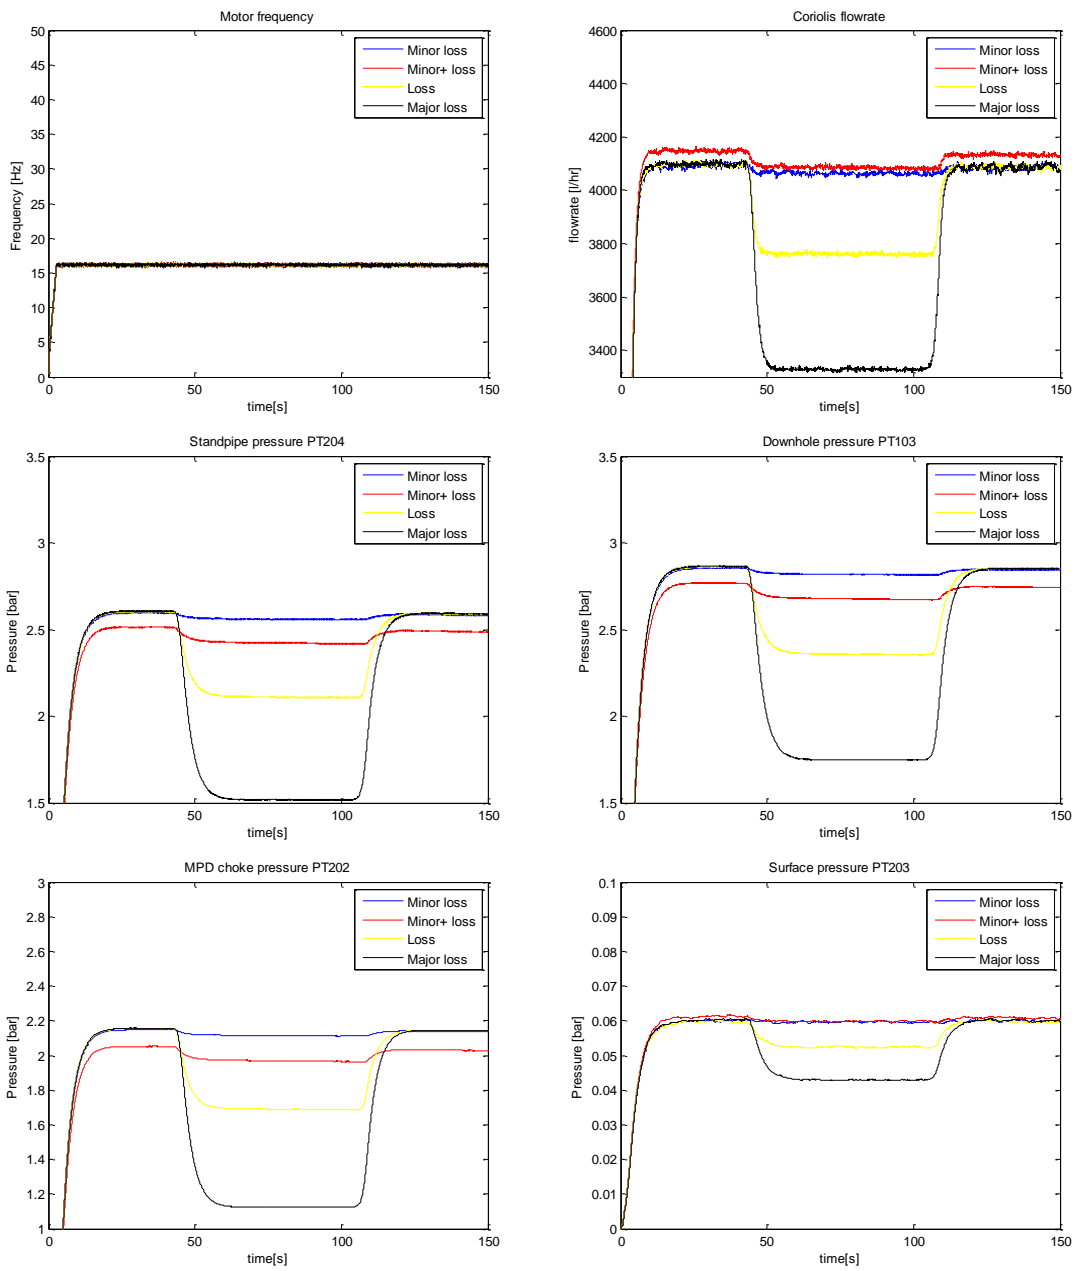 Motor frequency
50
45
40
35
30
25
20
15
10
5
0
Frequency [Hz]
0 50 100 150
time[s]
Minor loss
Minor+ loss
Loss
Major loss
Coriolis flowrate
4600
4400
4200
4000
3800
3600
3400
flowrate [l/hr]
0 50 100 150
time[s]
Minor loss
Minor+ loss
Loss
Major loss
Standpipe pressure PT204
3.5
3
2.5
2
1.5
Pressure [bar]
0 50 100 150
time[s]
Minor loss
Minor+ loss
Loss
Major loss
Downhole pressure PT103
3.5
3
2.5
2
1.5
Pressure [bar]
0 50 100 150
time[s]
Minor loss
Minor+ loss
Loss
Major loss
MPD choke pressure PT202
3
2.8
2.6
2.4
2.2
2
1.8
1.6
1.4
1.2
1
Pressure [bar]
0 50 100 150
time[s]
Minor loss
Minor+ loss
Loss
Major loss
Surface pressure PT203
0.1
0.09
0.08
0.07
0.06
0.05
0.04
0.03
0.02
0.01
0
Pressure [bar]
0 50 100 150
time[s]
Minor loss
Minor+ loss
Loss
Major loss